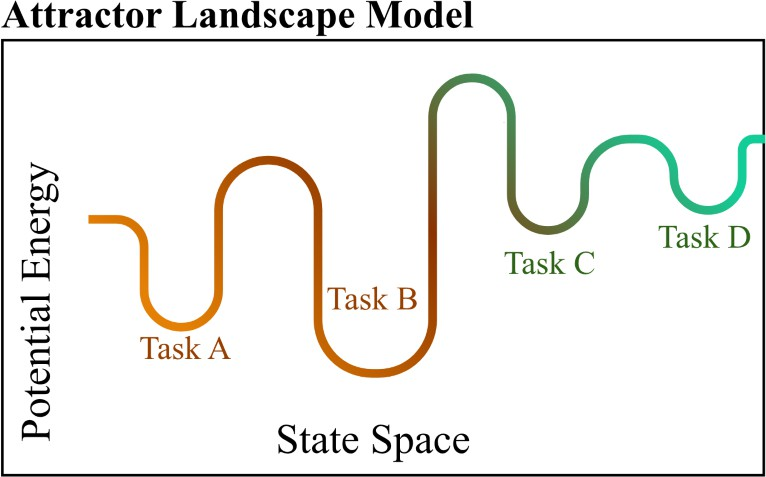 Attractor Landscape Model
Potential Energy
Task A
Task B
Task C
Task D
State Space